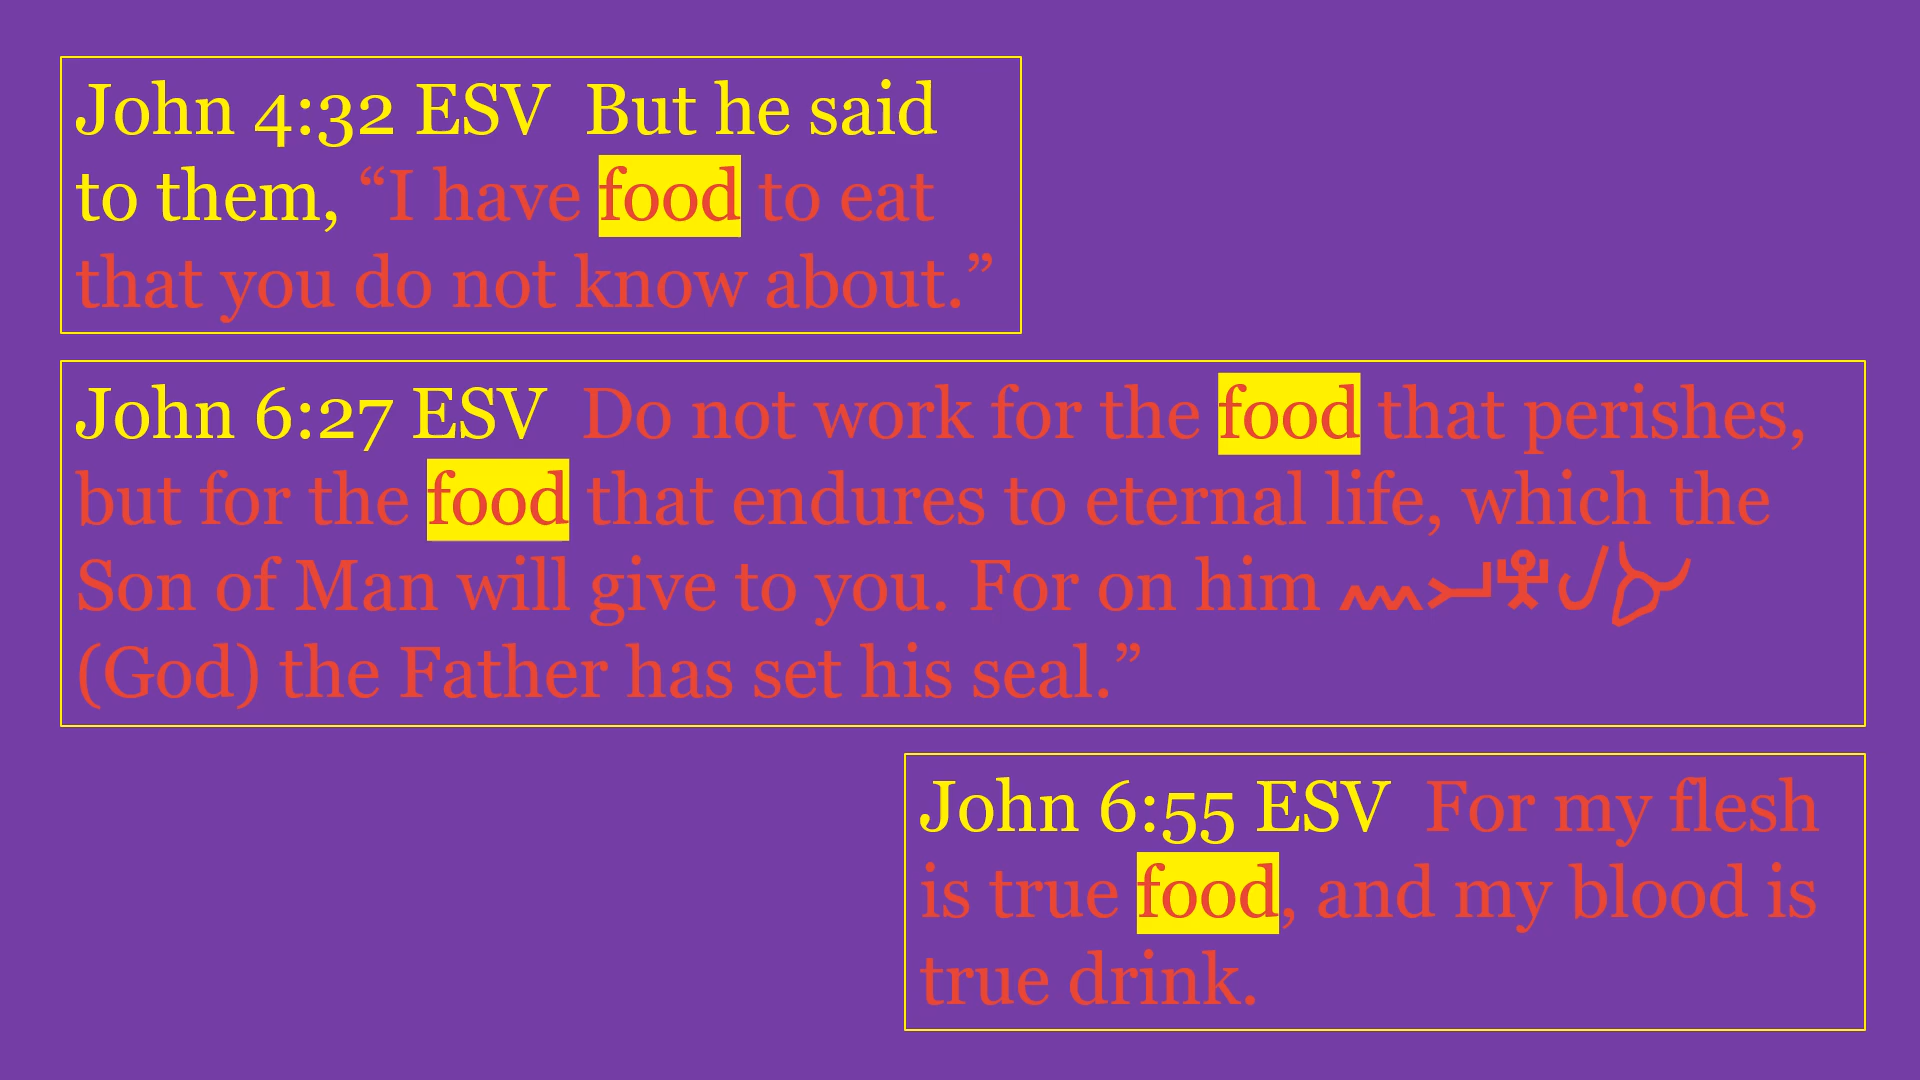 John 4:32 ESV  But he said
to them, “I have food to eat
that you do not know about.”
John 6:27 ESV  Do not work for the food that perishes,
but for the food that endures to eternal life, which the
Son of Man will give to you. For on him
(God) the Father has set his seal.”
John 6:55 ESV  For my flesh
is true food, and my blood is
true drink.